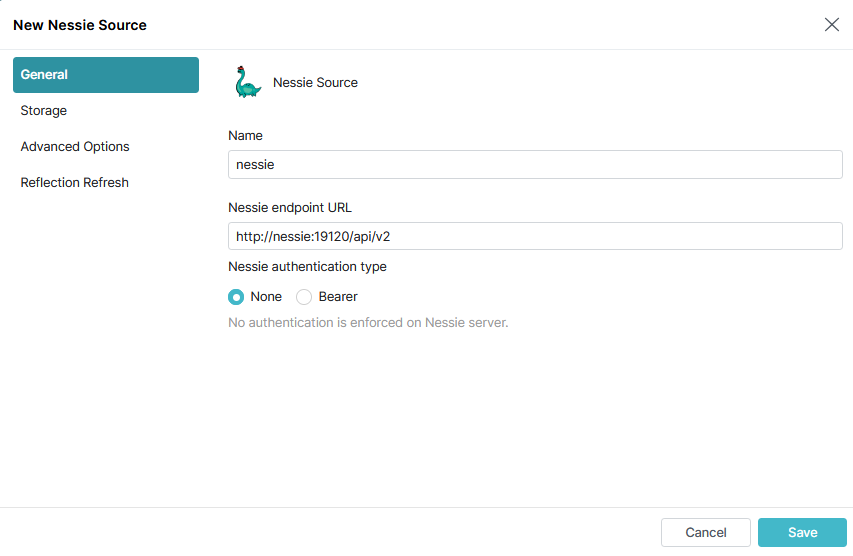 New Nessie Source
General
Storage
Advanced Options
Reflection Refresh
Nessie Source
Name
nessie
Nessie endpoint URL
http://nessie:19120/api/v2
Nessie authentication type
None Bearer
No authentication is enforced on Nessie server.
Cancel Save